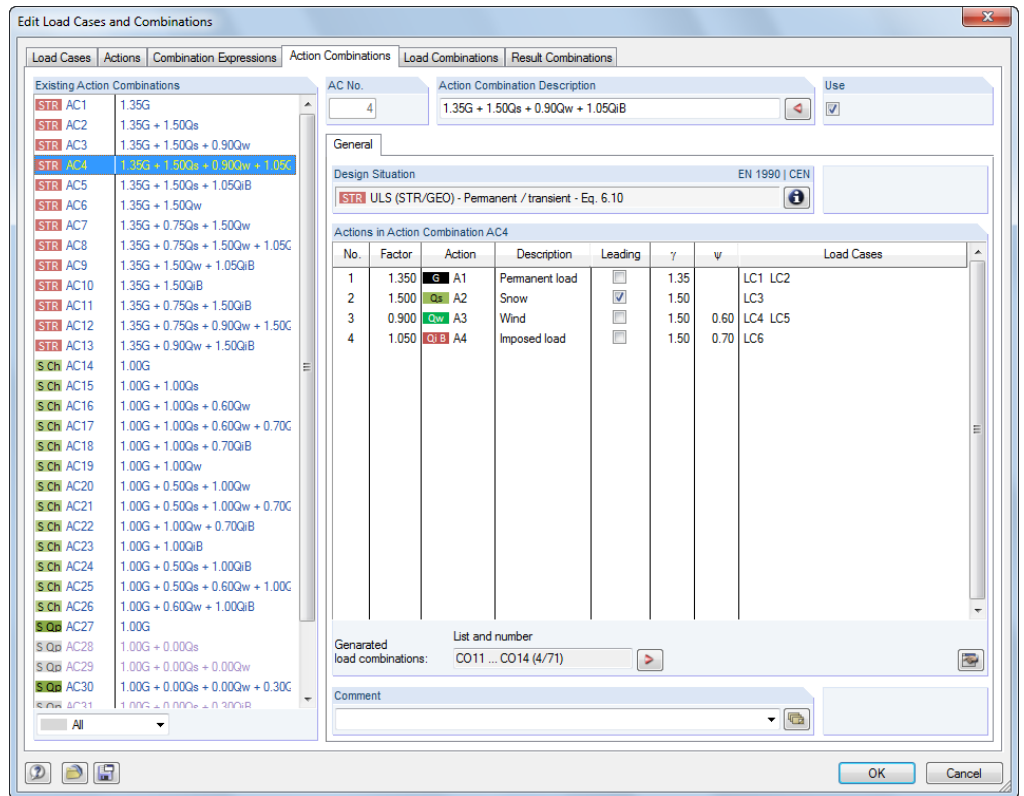 Edit Load Cases and Combinations
Load Cases Actions Combination Expressions Action Combinations Load Combinations Result Combinations
Existing Action Combinations
STR AC1 1.35G
STR AC2 1.35G + 1.50Qs
STR AC3 1.35G + 1.50Qs + 0.90Qw
STR AC4 1.35G + 1.50Qs + 0.90Qw + 1.05G
STR AC5 1.35G + 1.50Qs + 1.05QiB
STR AC6 1.35G + 1.50Qw
STR AC7 1.35G + 0.75Qs + 1.50Qw
STR AC8 1.35G + 0.75Qs + 1.50Qw + 1.05G
STR AC9 1.35G + 1.50Qw + 1.05QiB
STR AC10 1.35G + 1.50QiB
STR AC11 1.35G + 0.75Qs + 1.50QiB
STR AC12 1.35G + 0.75Qs + 0.90Qw + 1.50G
STR AC13 1.35G + 0.90Qw + 1.50QiB
S Ch AC14 1.00G
S Ch AC15 1.00G + 1.00Qs
S Ch AC16 1.00G + 1.00Qs + 0.60Qw
S Ch AC17 1.00G + 1.00Qs + 0.60Qw + 0.70G
S Ch AC18 1.00G + 1.00Qs + 0.70QiB
S Ch AC19 1.00G + 1.00Qw
S Ch AC20 1.00G + 0.50Qs + 1.00Qw
S Ch AC21 1.00G + 0.50Qs + 1.00Qw + 0.70G
S Ch AC22 1.00G + 1.00Qw + 0.70QiB
S Ch AC23 1.00G + 1.00QiB
S Ch AC24 1.00G + 0.50Qs + 1.00QiB
S Ch AC25 1.00G + 0.50Qs + 0.60Qw + 1.00G
S Ch AC26 1.00G + 0.60Qw + 1.00QiB
S Qp AC27 1.00G
S Qp AC28 1.00G + 0.00Qs
S Qp AC29 1.00G + 0.00Qs + 0.00Qw
S Qp AC30 1.00G + 0.00Qs + 0.00Qw + 0.30G
S Qp AC31 1.00G + 0.00Qs + 0.30QiB
All
AC No.
4
Action Combination Description
1.35G + 1.50Qs + 0.90Qw + 1.05QiB
Use
General
Design Situation EN 1990 | CEN
STR ULS (STR/GEO) - Permanent / transient - Eq. 6.10
Actions in Action Combination AC4
No. Factor Action Description Leading γ ψ Load Cases
1 1.350 G A1 Permanent load 1.35 LC1 LC2
2 1.500 Qs A2 Snow 1.50 LC3
3 0.900 Qw A3 Wind 1.50 0.60 LC4 LC5
4 1.050 Qi B A4 Imposed load 1.50 0.70 LC6
Genarated
load combinations:
List and number
CO11 ... CO14 (4/71)
Comment
OK Cancel